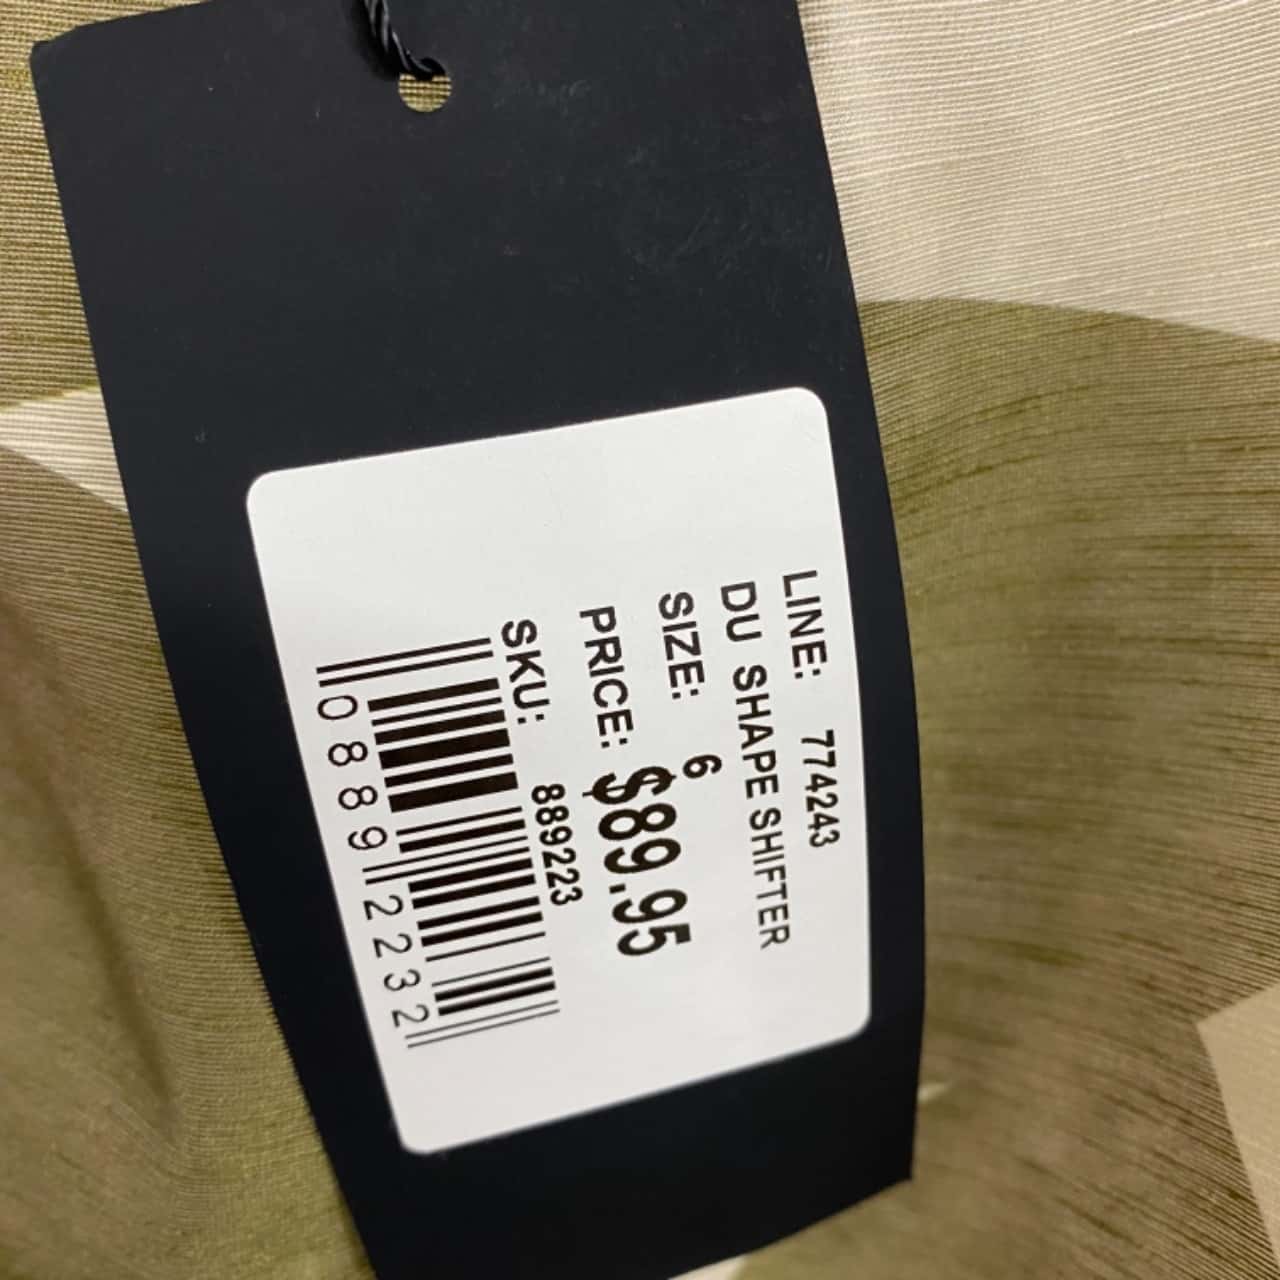 LINE: 774243
DU SHAPE SHIFTER
SIZE: 6
PRICE: $89.95
SKU: 889223
0889 2232